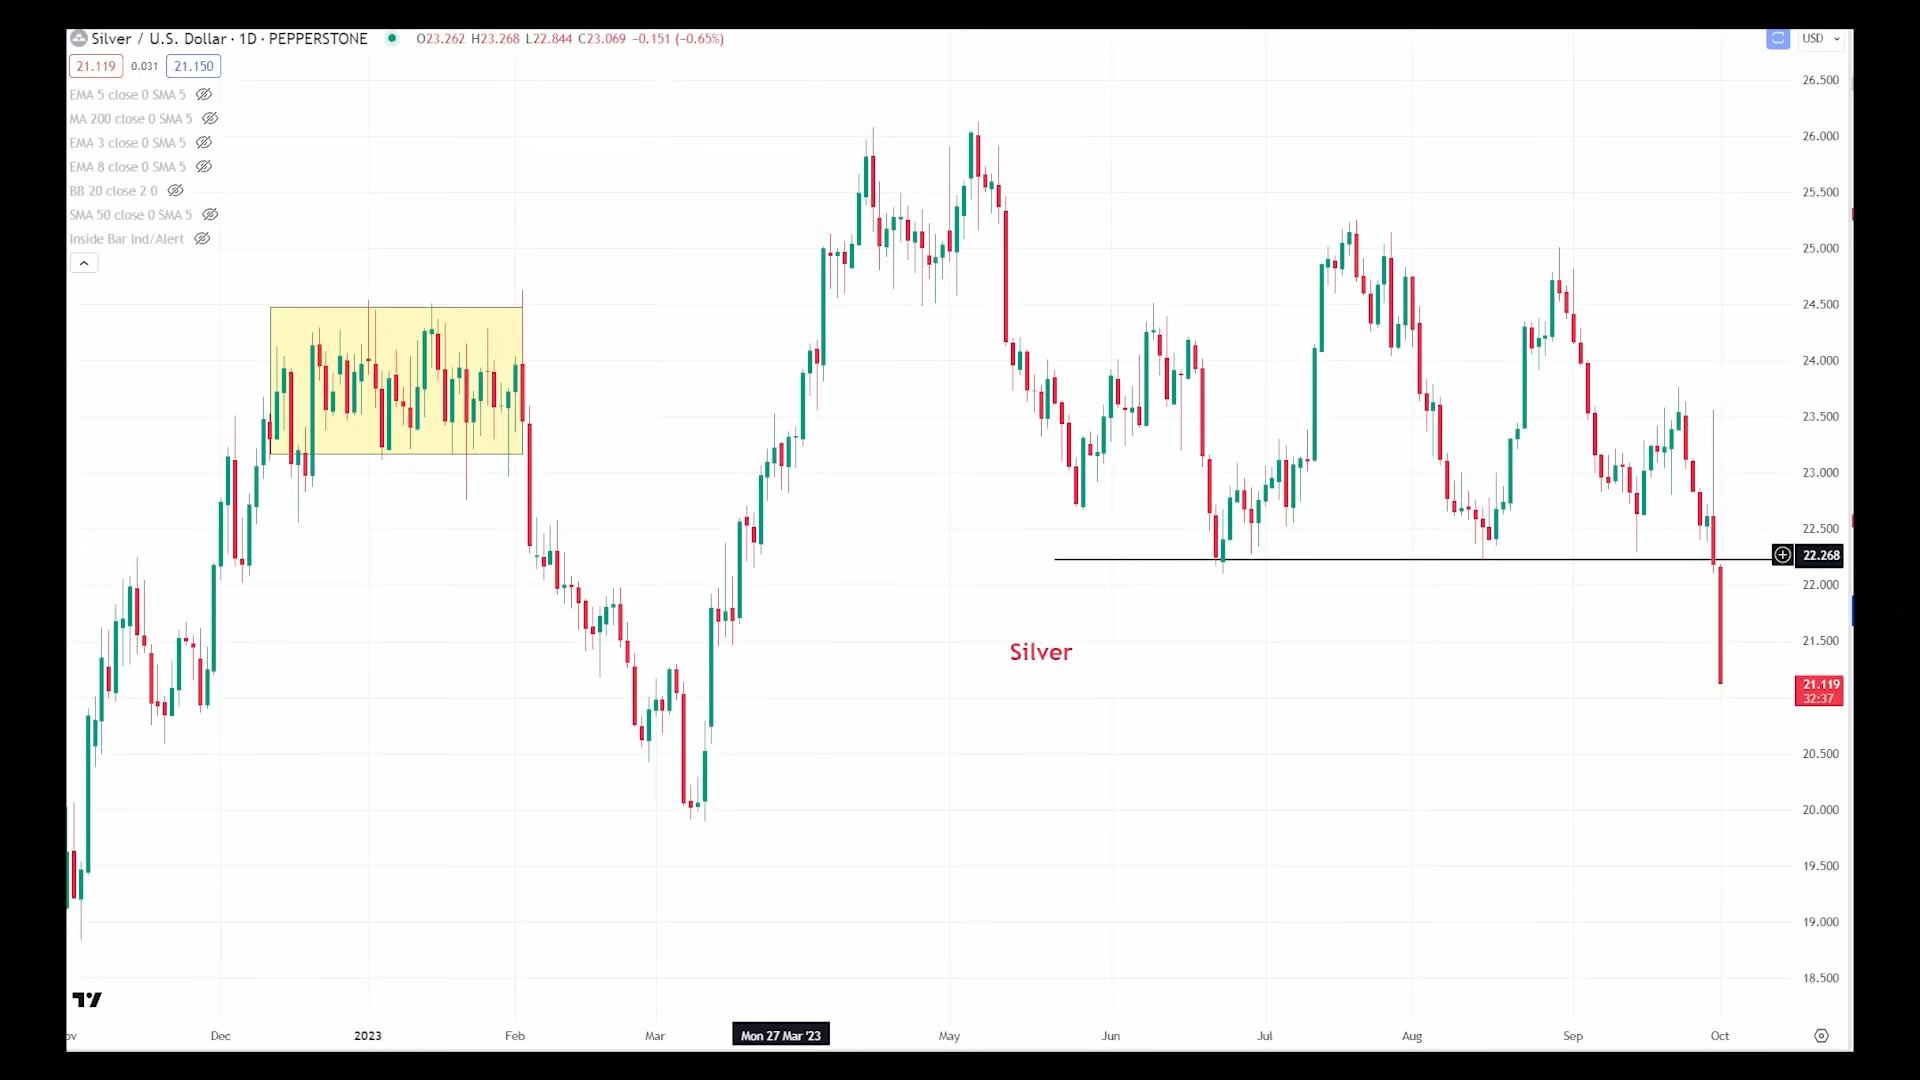 Silver / U.S. Dollar · 1D · PEPPERSTONE O23.262 H23.268 L22.844 C23.069 −0.151 (−0.65%)
USD
21.119 0.031 21.150
EMA 5 close 0 SMA 5
MA 200 close 0 SMA 5
EMA 3 close 0 SMA 5
EMA 8 close 0 SMA 5
BB 20 close 2 0
SMA 50 close 0 SMA 5
Inside Bar Ind/Alert
26.500
26.000
25.500
25.000
24.500
24.000
23.500
23.000
22.500
22.268
22.000
21.500
Silver
21.119
32:37
20.500
20.000
19.500
19.000
18.500
ov Dec 2023 Feb Mar Mon 27 Mar '23 May Jun Jul Aug Sep Oct